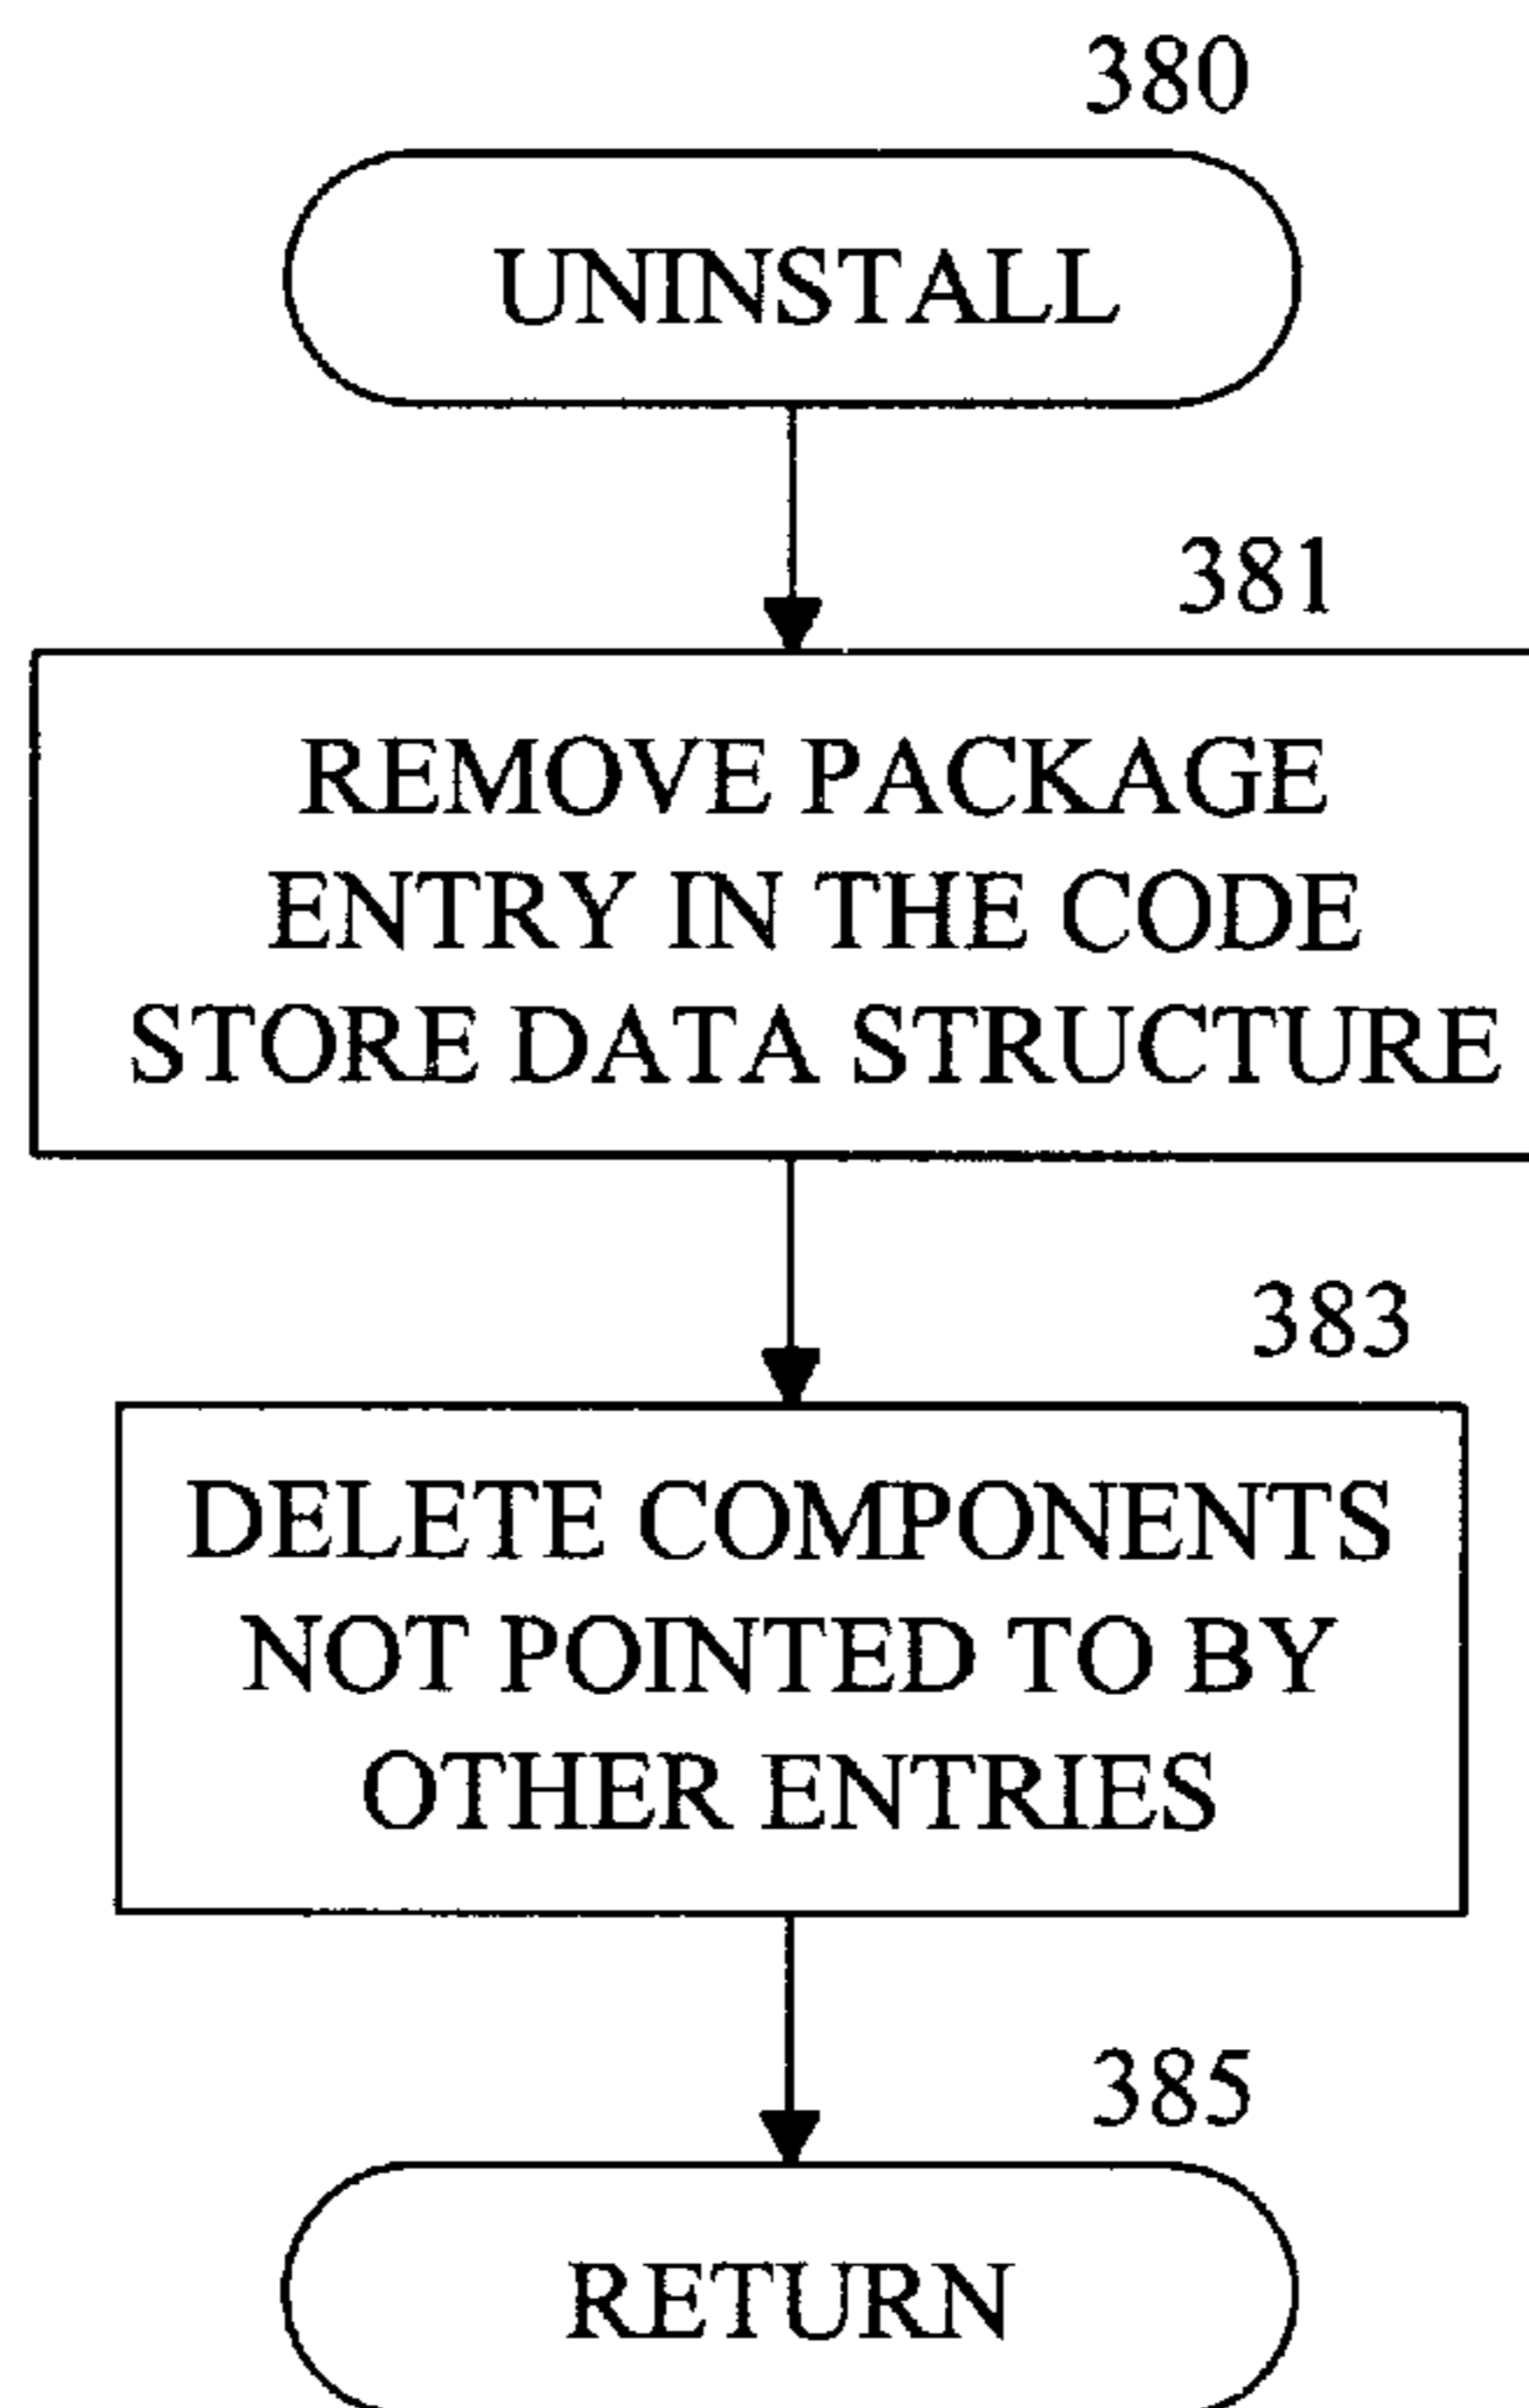 380
UNINSTALL
381
REMOVE PACKAGE
ENTRY IN THE CODE
STORE DATA STRUCTURE
383
DELETE COMPONENTS
NOT POINTED TO BY
OTHER ENTRIES
385
RETURN